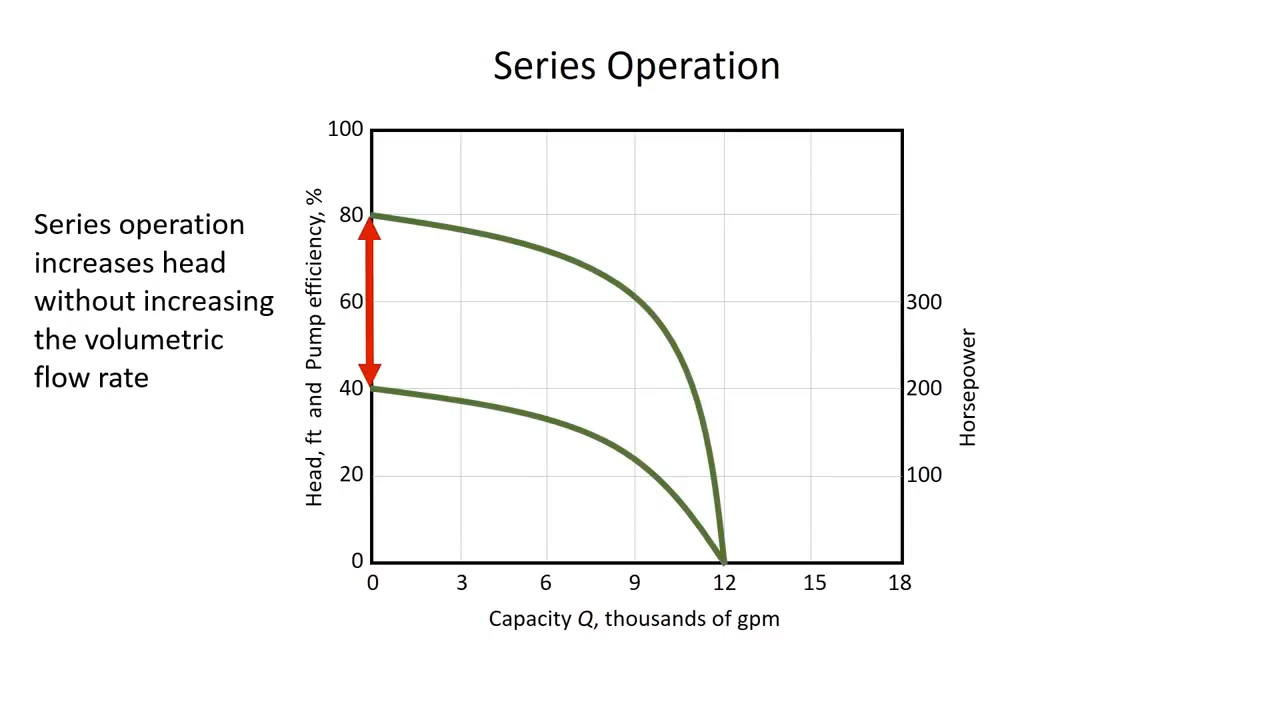 Series Operation
Series operation
increases head
without increasing
the volumetric
flow rate
Head, ft and Pump efficiency, %
100
80
60
40
20
0
0 3 6 9 12 15 18
Capacity Q, thousands of gpm
300
200
100
Horsepower